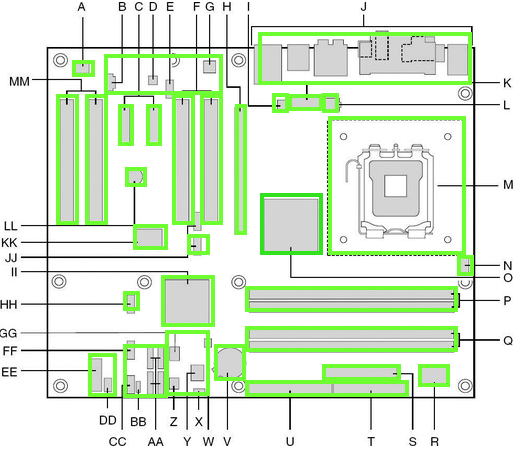 A B C D E F G H I J
MM
K
L
M
LL
KK
JJ
II
N
O
HH
P
GG
FF
Q
EE
DD
CC BB AA Z Y X W V U T S R